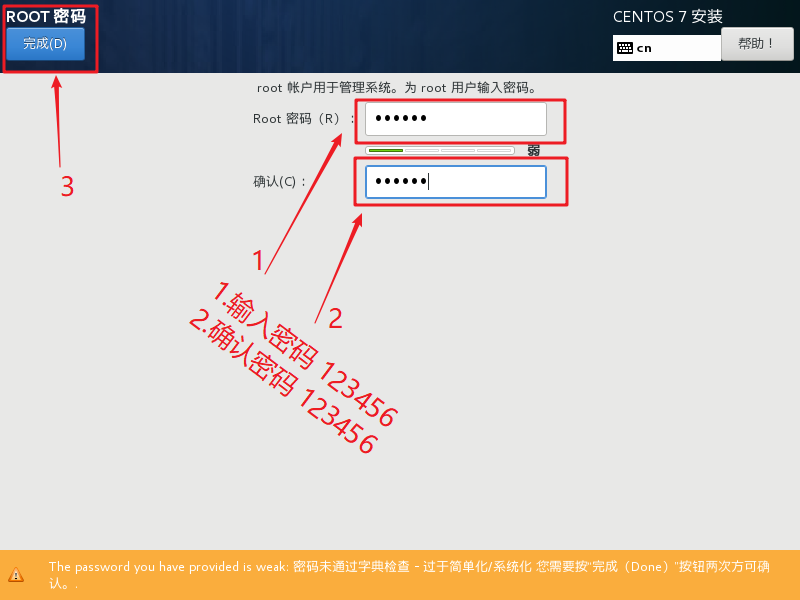 ROOT 密码
CENTOS 7 安装
完成(D)
cn
帮助！
root 帐户用于管理系统。为 root 用户输入密码。
Root 密码（R）：
••••••
弱
确认(C)：
••••••
3
1
2
1.输入密码 123456
2.确认密码 123456
The password you have provided is weak: 密码未通过字典检查 - 过于简单化/系统化 您需要按"完成（Done）"按钮两次方可确
认。.